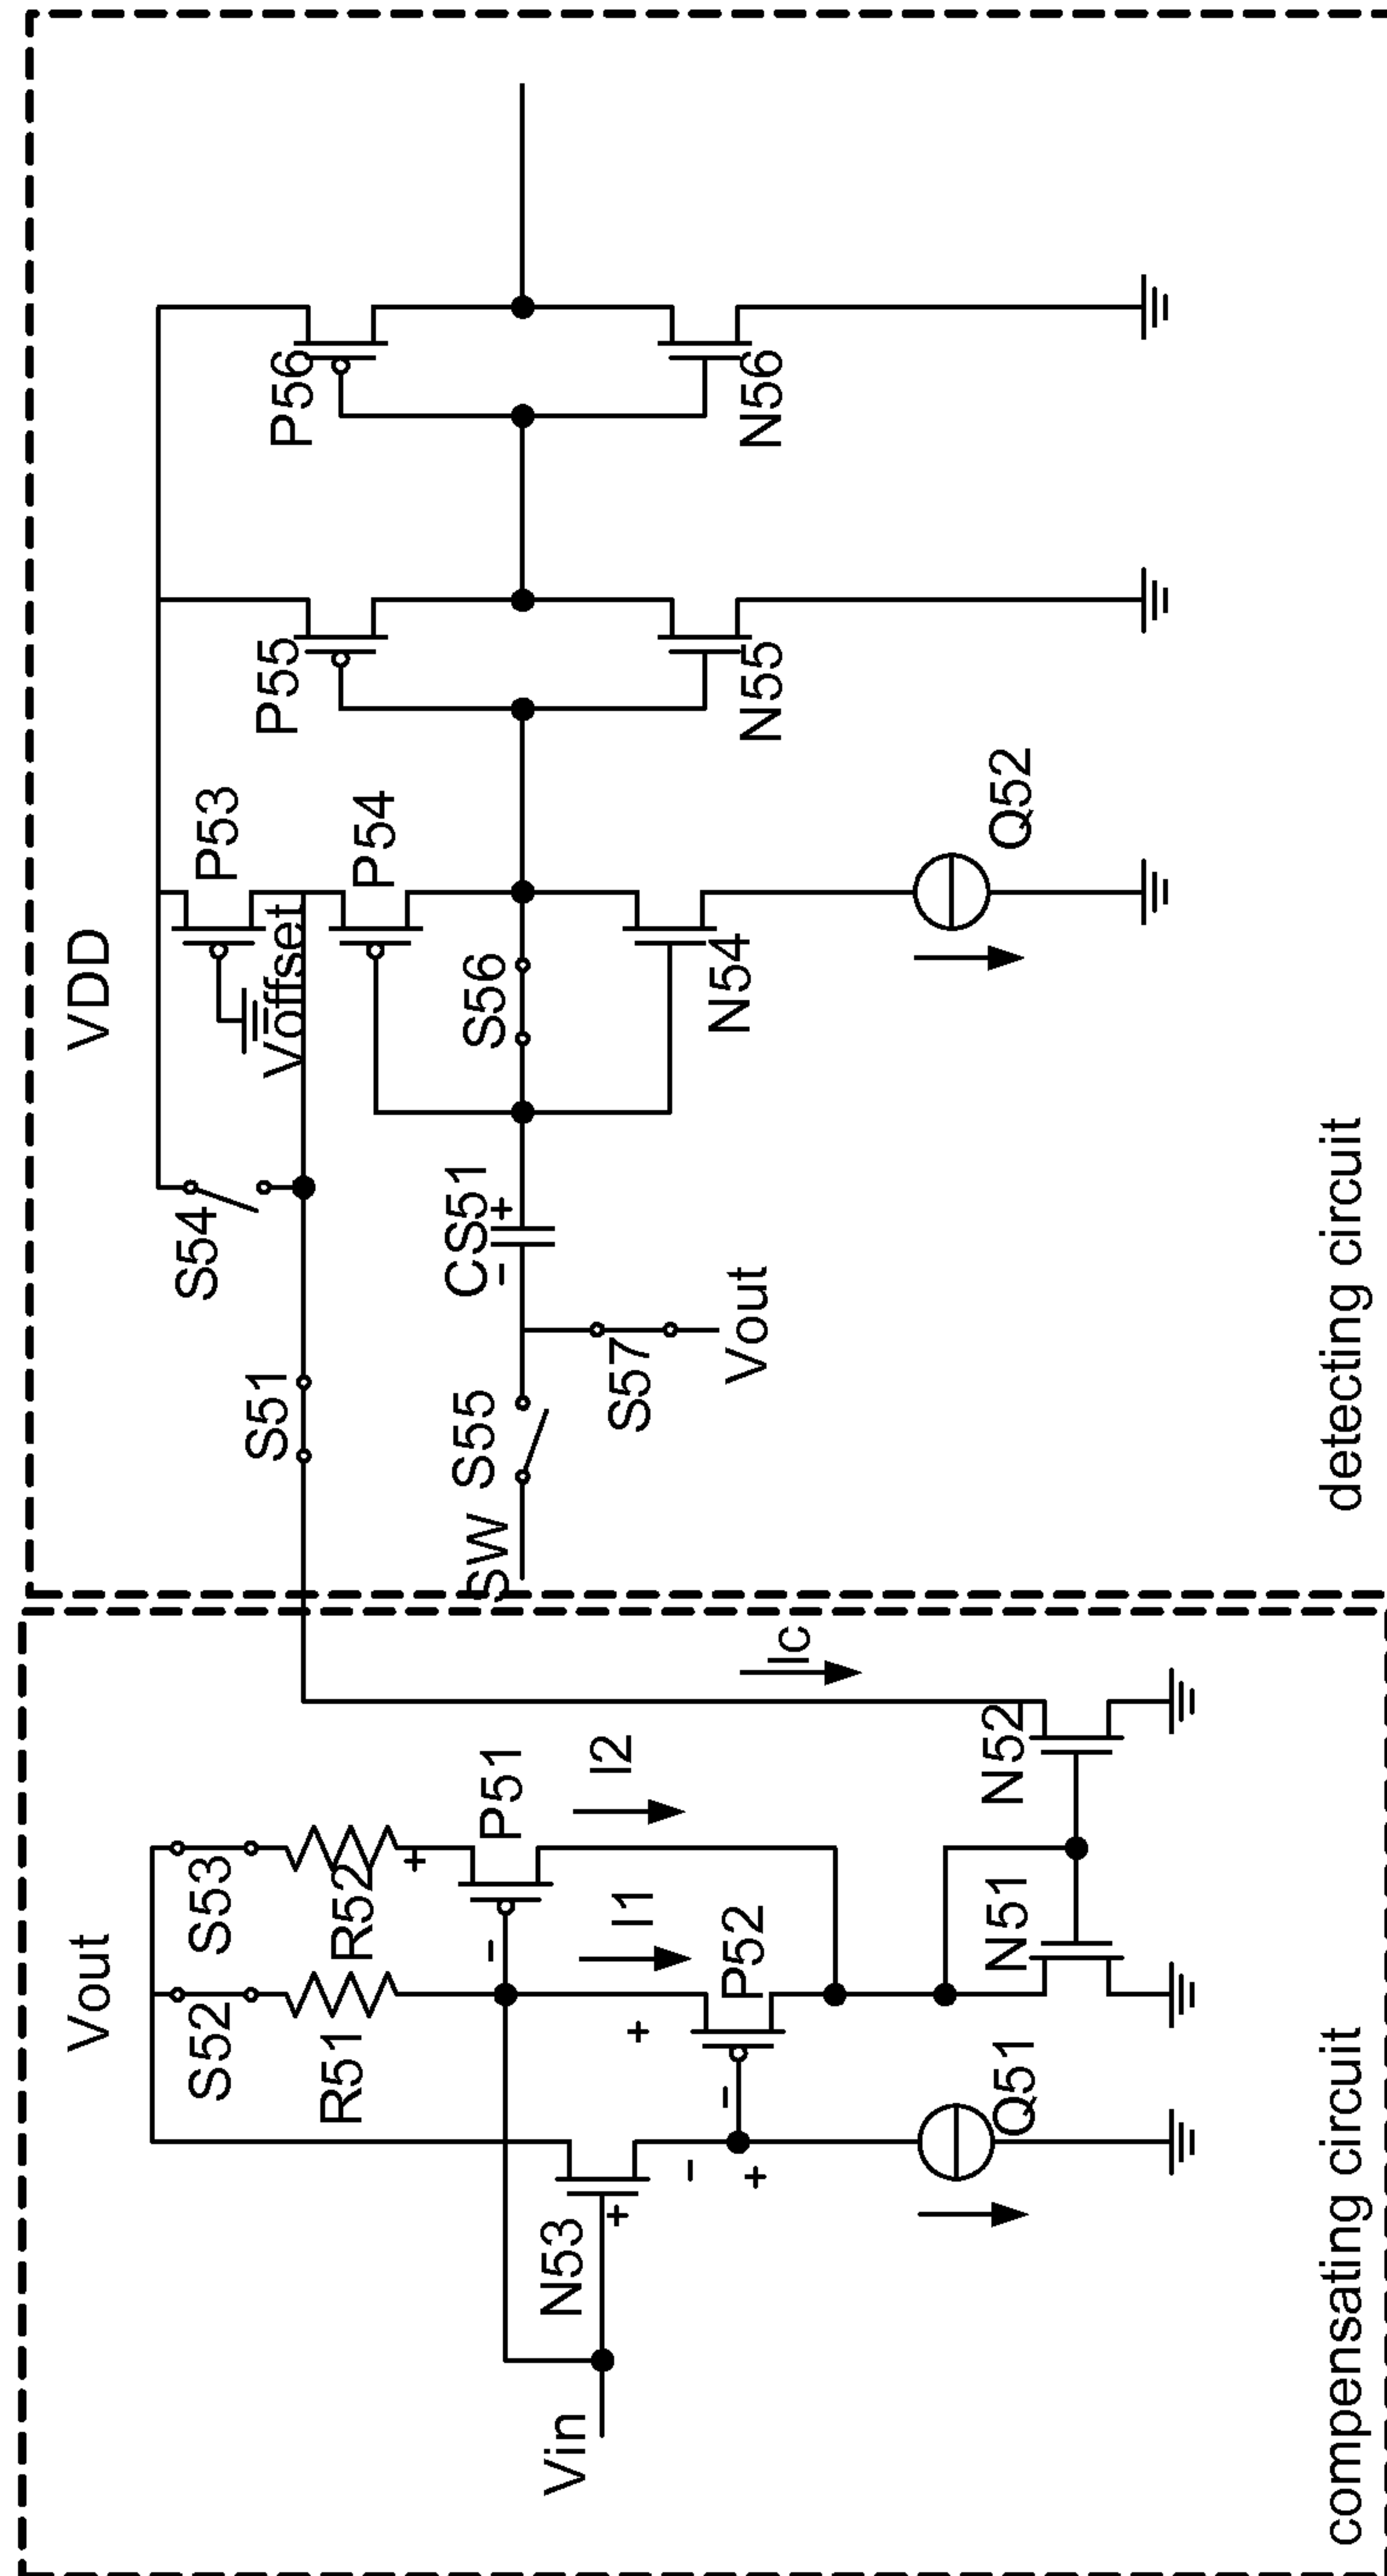 Vout
VDD
S52
S53
S54
P53
R51
R52
S51
Voffset
P55
P56
P54
N53
P51
SW
S55
CS51
- +
S56
Vin
+
-
I1
I2
S57
Vout
N54
N55
N56
+
-
+
-
-
+
P52
Ic
Q51
N51
N52
Q52
compensating circuit
detecting circuit